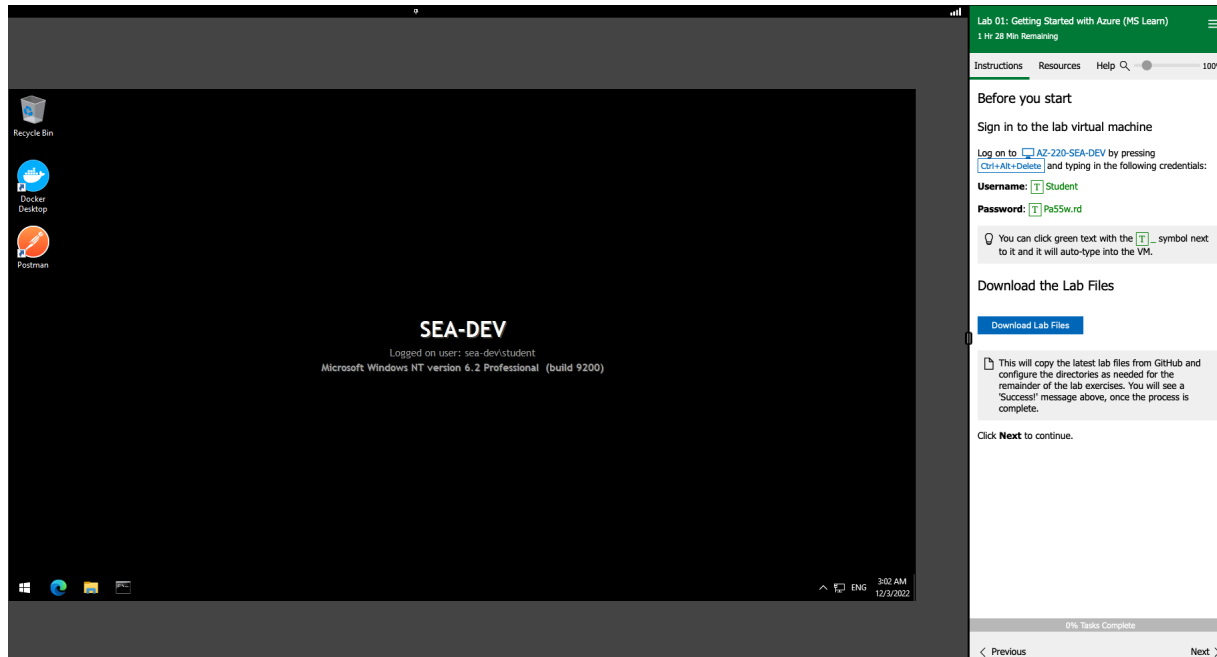 Recycle Bin
Docker
Desktop
Postman
SEA-DEV
Logged on user: sea-dev\student
Microsoft Windows NT version 6.2 Professional (build 9200)
ENG
3:02 AM
12/3/2022
Lab 01: Getting Started with Azure (MS Learn)
1 Hr 28 Min Remaining
Instructions Resources Help 100%
Before you start
Sign in to the lab virtual machine
Log on to AZ-220-SEA-DEV by pressing
Ctrl+Alt+Delete and typing in the following credentials:
Username: T Student
Password: T Pa55w.rd
You can click green text with the T _ symbol next
to it and it will auto-type into the VM.
Download the Lab Files
Download Lab Files
This will copy the latest lab files from GitHub and
configure the directories as needed for the
remainder of the lab exercises. You will see a
'Success!' message above, once the process is
complete.
Click Next to continue.
0% Tasks Complete
Previous Next